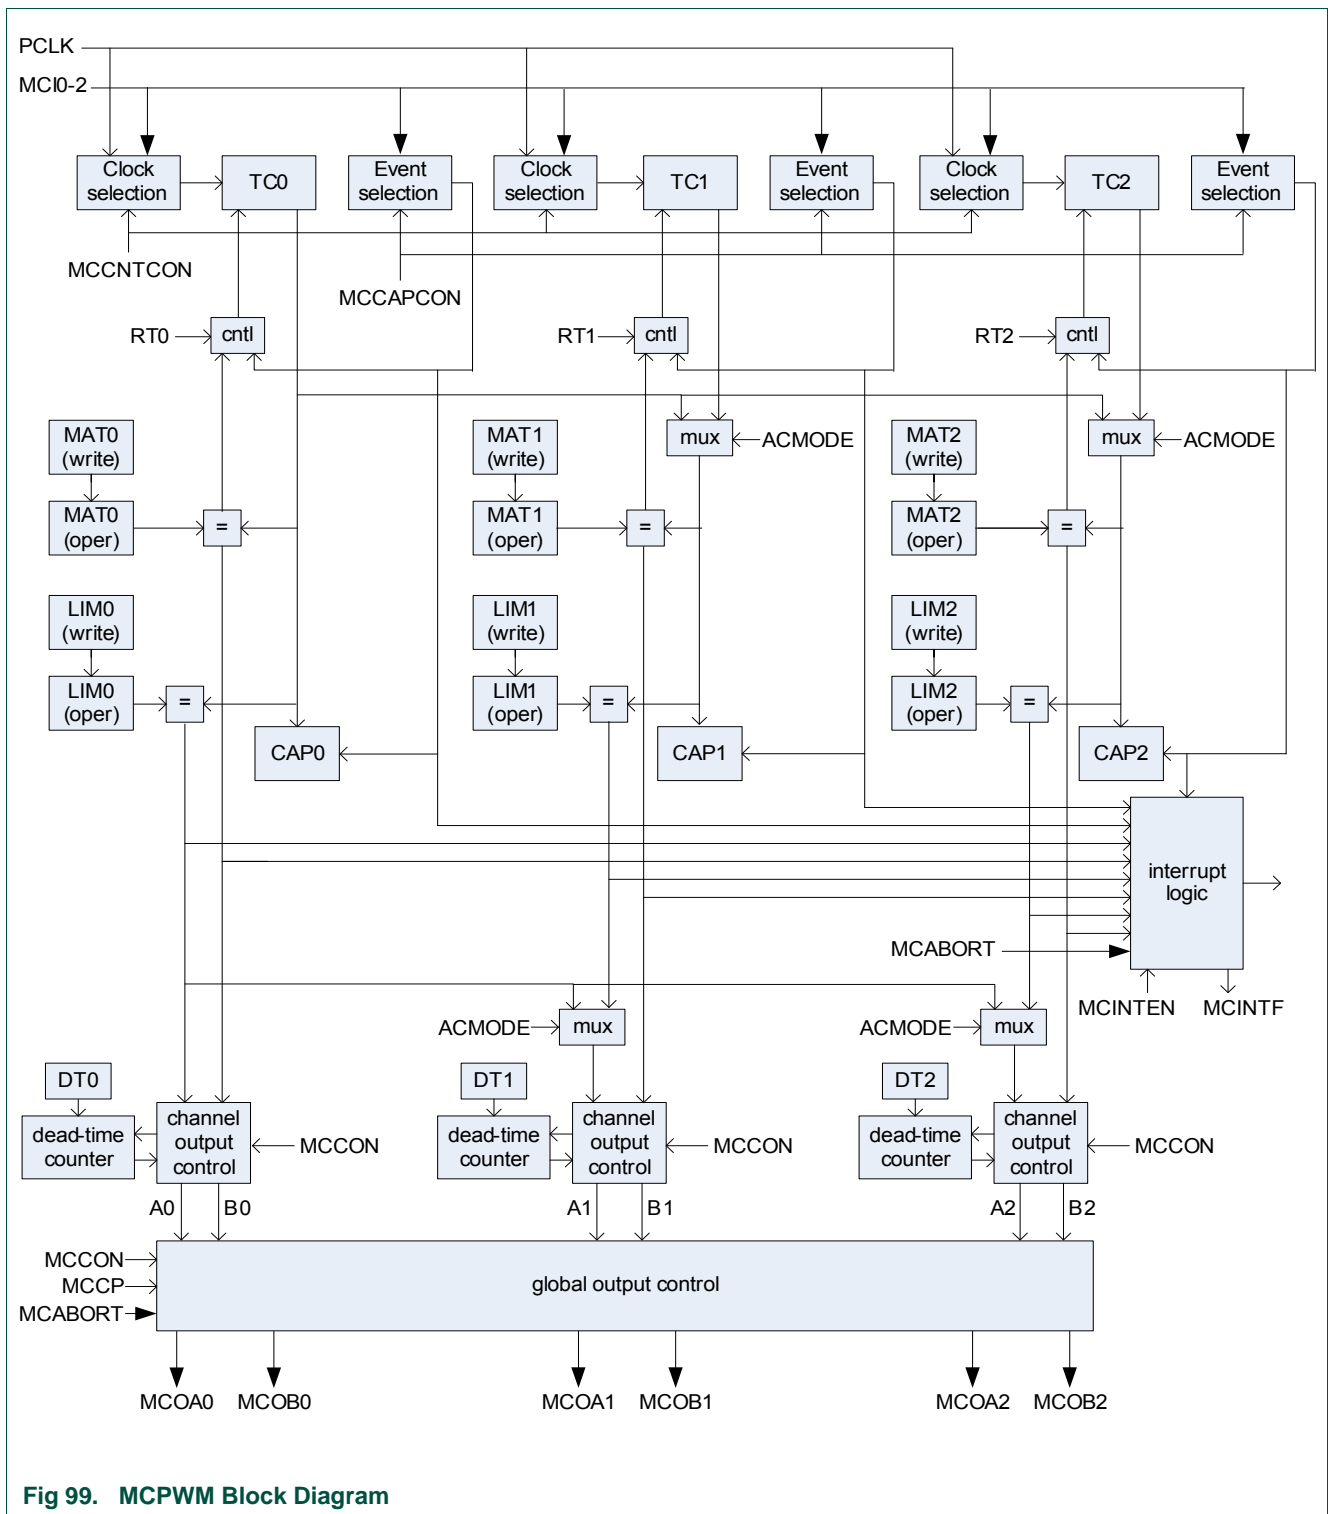 PCLK
MCI0-2
Clock
selection
TC0
Event
selection
Clock
selection
TC1
Event
selection
Clock
selection
TC2
Event
selection
MCCNTCON
MCCAPCON
RT0
cntl
RT1
cntl
RT2
cntl
MAT0
(write)
MAT1
(write)
mux
ACMODE
MAT2
(write)
mux
ACMODE
MAT0
(oper)
=
MAT1
(oper)
=
MAT2
(oper)
=
LIM0
(write)
LIM1
(write)
LIM2
(write)
LIM0
(oper)
=
LIM1
(oper)
=
LIM2
(oper)
=
CAP0
CAP1
CAP2
interrupt
logic
MCABORT
MCINTEN
MCINTF
ACMODE
mux
ACMODE
mux
DT0
DT1
DT2
dead-time
counter
channel
output
control
MCCON
dead-time
counter
channel
output
control
MCCON
dead-time
counter
channel
output
control
MCCON
A0
B0
A1
B1
A2
B2
MCCON
MCCP
MCABORT
global output control
MCOA0
MCOB0
MCOA1
MCOB1
MCOA2
MCOB2
Fig 99. MCPWM Block Diagram